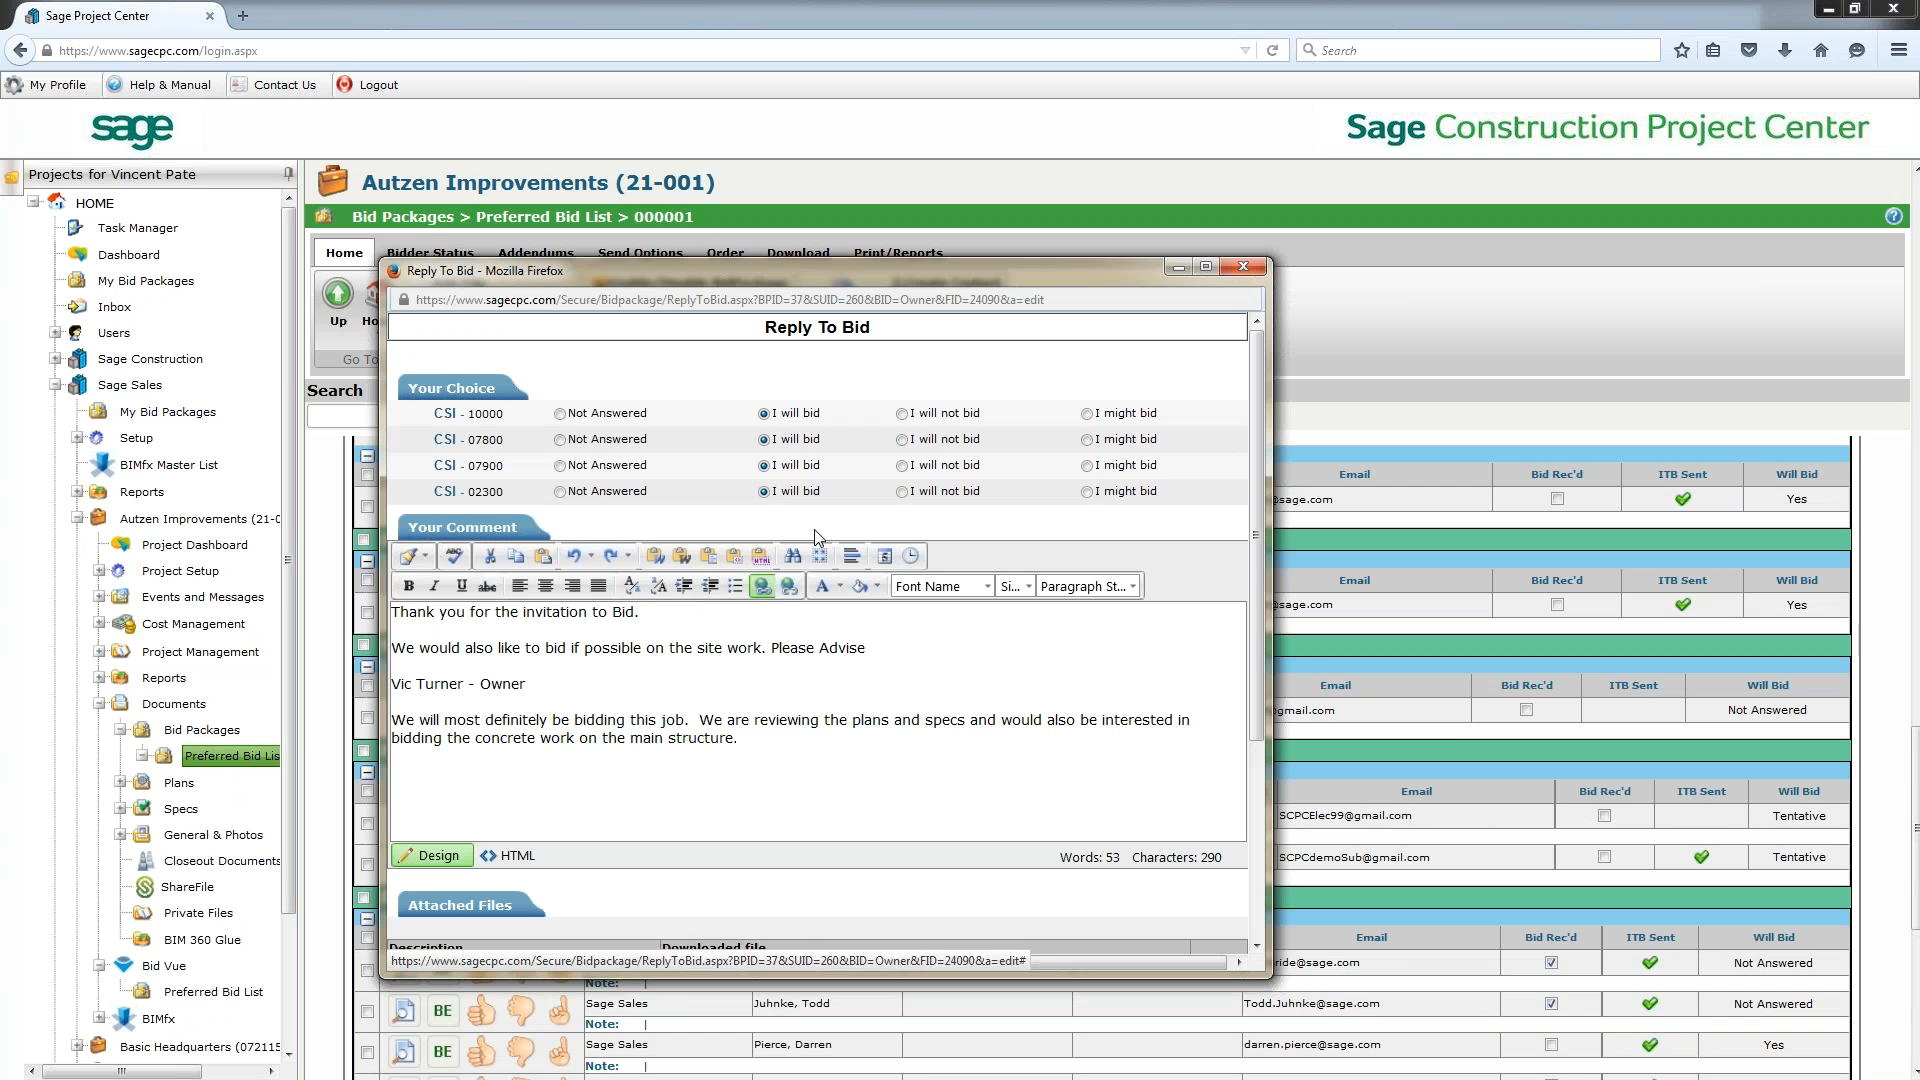 Sage Project Center
https://www.sagecpc.com/login.aspx
Search
My Profile
Help & Manual
Contact Us
Logout
sage
Sage Construction Project Center
Projects for Vincent Pate
HOME
Task Manager
Dashboard
My Bid Packages
Inbox
Users
Sage Construction
Sage Sales
My Bid Packages
Setup
BIMfx Master List
Reports
Autzen Improvements (21-0
Project Dashboard
Project Setup
Events and Messages
Cost Management
Project Management
Reports
Documents
Bid Packages
Preferred Bid Lis
Plans
Specs
General & Photos
Closeout Documents
ShareFile
Private Files
BIM 360 Glue
Bid Vue
Preferred Bid List
BIMfx
Basic Headquarters (072115
Autzen Improvements (21-001)
Bid Packages > Preferred Bid List > 000001
Home
Bidder Status
Addendums
Send Options
Order
Download
Print/Reports
Up
Ho
Go To
Search
Reply To Bid - Mozilla Firefox
https://www.sagecpc.com/Secure/Bidpackage/ReplyToBid.aspx?BPID=37&SUID=260&BID=Owner&FID=24090&a=edit
Reply To Bid
Your Choice
CSI - 10000 Not Answered I will bid I will not bid I might bid
CSI - 07800 Not Answered I will bid I will not bid I might bid
CSI - 07900 Not Answered I will bid I will not bid I might bid
CSI - 02300 Not Answered I will bid I will not bid I might bid
Your Comment
Font Name Si... Paragraph St...
Thank you for the invitation to Bid.
We would also like to bid if possible on the site work. Please Advise
Vic Turner - Owner
We will most definitely be bidding this job. We are reviewing the plans and specs and would also be interested in
bidding the concrete work on the main structure.
Design HTML Words: 53 Characters: 290
Attached Files
Description Downloaded file
https://www.sagecpc.com/Secure/Bidpackage/ReplyToBid.aspx?BPID=37&SUID=260&BID=Owner&FID=24090&a=edit#
Email Bid Rec'd ITB Sent Will Bid
@sage.com Yes
Email Bid Rec'd ITB Sent Will Bid
@sage.com Yes
Email Bid Rec'd ITB Sent Will Bid
@gmail.com Not Answered
Email Bid Rec'd ITB Sent Will Bid
SCPCElec99@gmail.com Tentative
SCPCdemoSub@gmail.com Tentative
Email Bid Rec'd ITB Sent Will Bid
ride@sage.com Not Answered
Note:
BE Sage Sales Juhnke, Todd Todd.Juhnke@sage.com Not Answered
Note:
BE Sage Sales Pierce, Darren darren.pierce@sage.com Yes
Note: